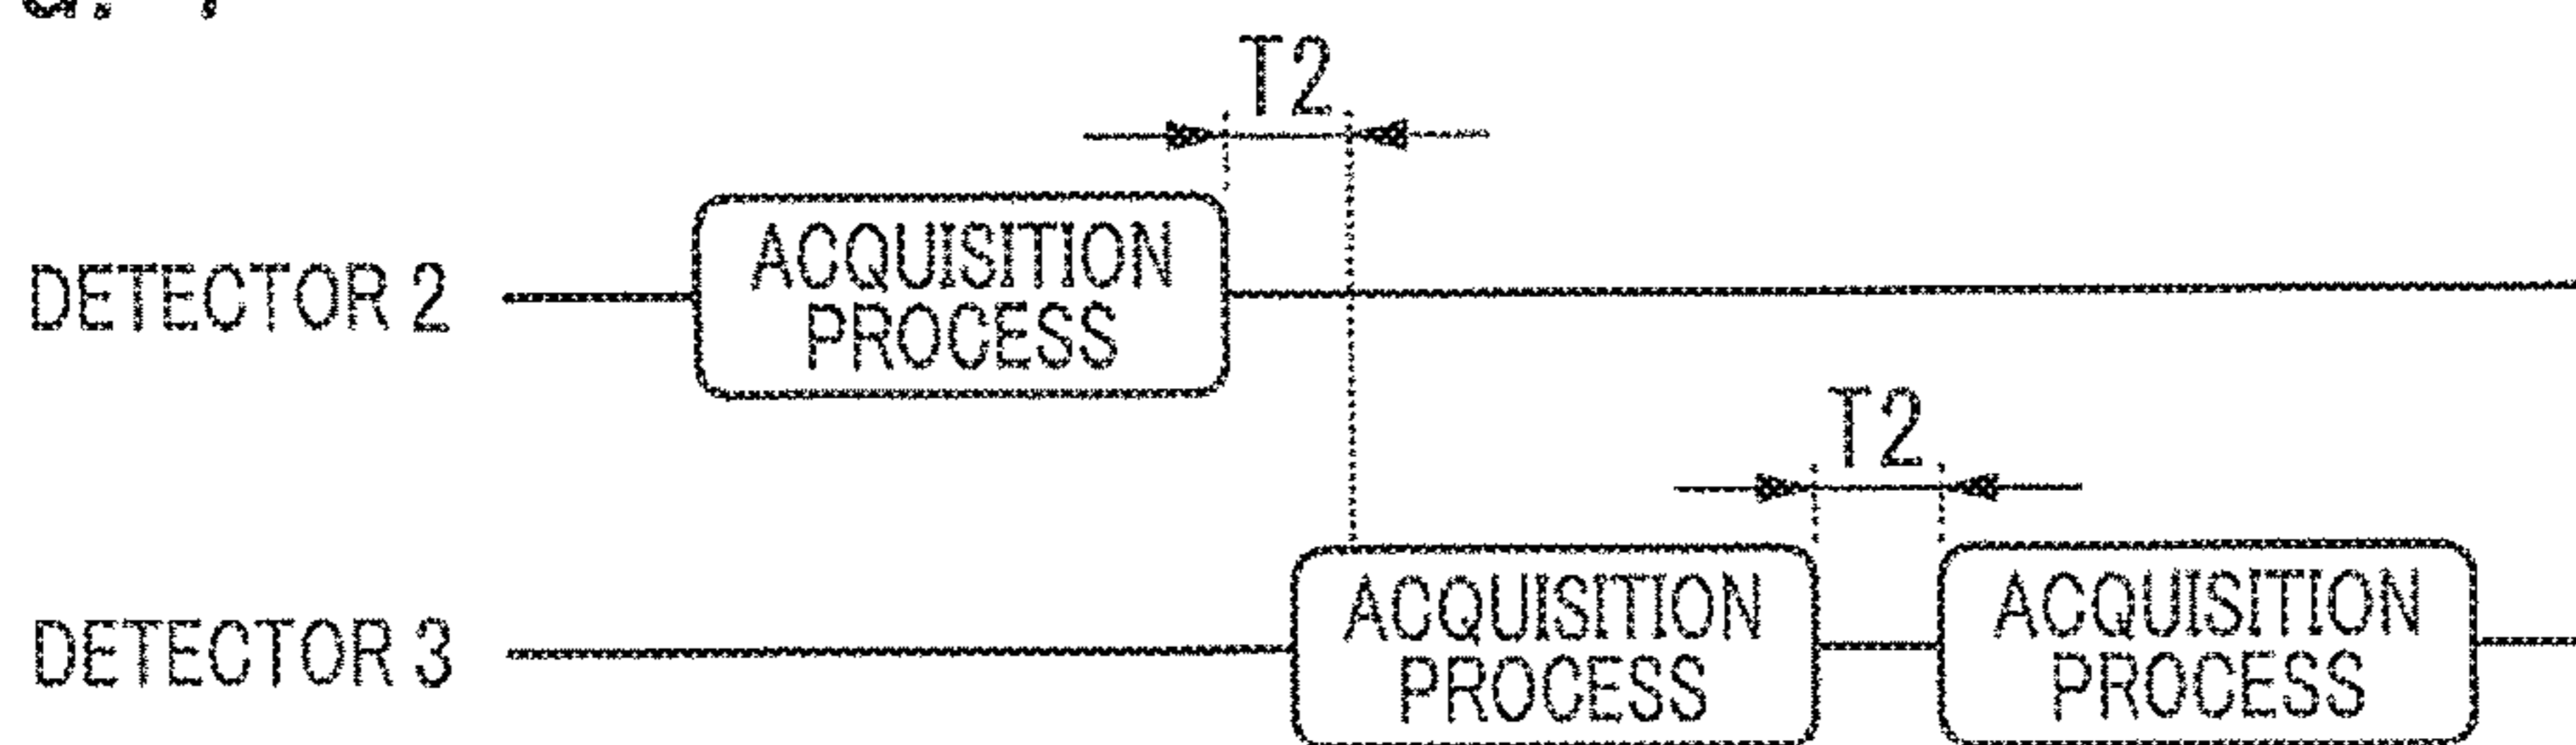 T2
DETECTOR 2
ACQUISITION
PROCESS
T2
DETECTOR 3
ACQUISITION
PROCESS
ACQUISITION
PROCESS